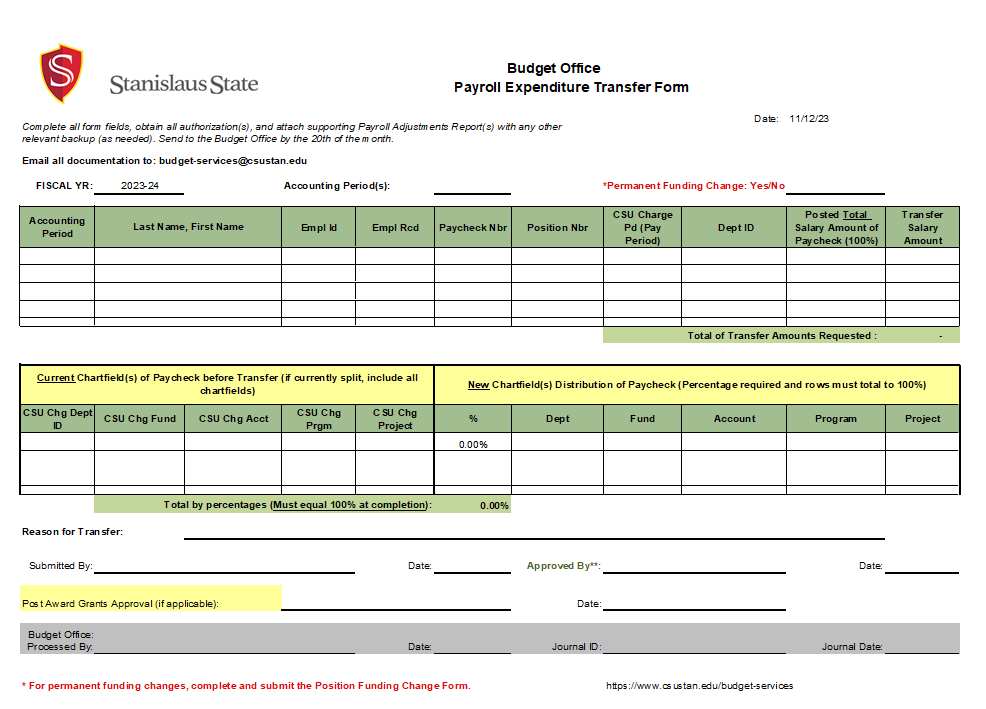 S
Stanislaus State
Budget Office
Payroll Expenditure Transfer Form
Date: 11/12/23
Complete all form fields, obtain all authorization(s), and attach supporting Payroll Adjustments Report(s) with any other
relevant backup (as needed). Send to the Budget Office by the 20th of the month.
Email all documentation to: budget-services@csustan.edu
FISCAL YR: 2023-24 Accounting Period(s): *Permanent Funding Change: Yes/No
Accounting Period Last Name, First Name Empl Id Empl Rcd Paycheck Nbr Position Nbr CSU Charge Pd (Pay Period) Dept ID Posted Total Salary Amount of Paycheck (100%) Transfer Salary Amount
Total of Transfer Amounts Requested : -
Current Chartfield(s) of Paycheck before Transfer (if currently split, include all
chartfields)
New Chartfield(s) Distribution of Paycheck (Percentage required and rows must total to 100%)
CSU Chg Dept ID CSU Chg Fund CSU Chg Acct CSU Chg Prgm CSU Chg Project % Dept Fund Account Program Project
0.00%
Total by percentages (Must equal 100% at completion): 0.00%
Reason for Transfer:
Submitted By: Date: Approved By**: Date:
Post Award Grants Approval (if applicable): Date:
Budget Office:
Processed By: Date: Journal ID: Journal Date:
* For permanent funding changes, complete and submit the Position Funding Change Form. https://www.csustan.edu/budget-services